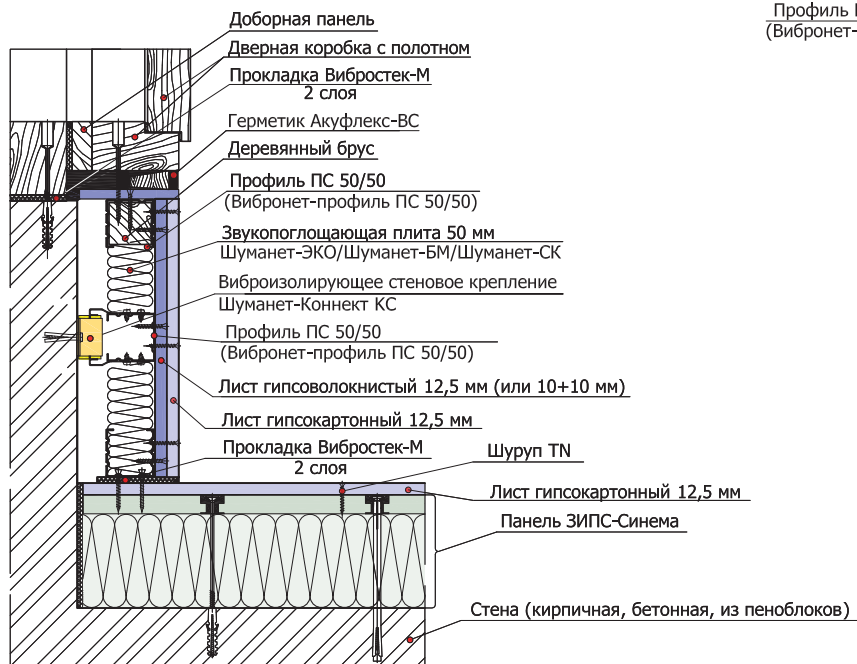 Доборная панель
Профиль
(Вибронет-
Дверная коробка с полотном
Прокладка Вибростек-М
2 слоя
Герметик Акуфлекс-ВС
Деревянный брус
Профиль ПС 50/50
(Вибронет-профиль ПС 50/50)
Звукопоглощающая плита 50 мм
Шуманет-ЭКО/Шуманет-БМ/Шуманет-СК
Виброизолирующее стеновое крепление
Шуманет-Коннект КС
Профиль ПС 50/50
(Вибронет-профиль ПС 50/50)
Лист гипсоволокнистый 12,5 мм (или 10+10 мм)
Лист гипсокартонный 12,5 мм
Прокладка Вибростек-М
2 слоя
Шуруп TN
Лист гипсокартонный 12,5 мм
Панель ЗИПС-Синема
Стена (кирпичная, бетонная, из пеноблоков)